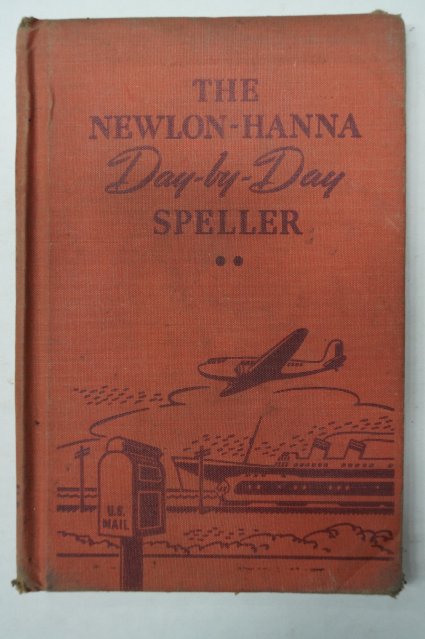 THE
NEWLON-HANNA
Day-by-Day
SPELLER
U.S.
MAIL